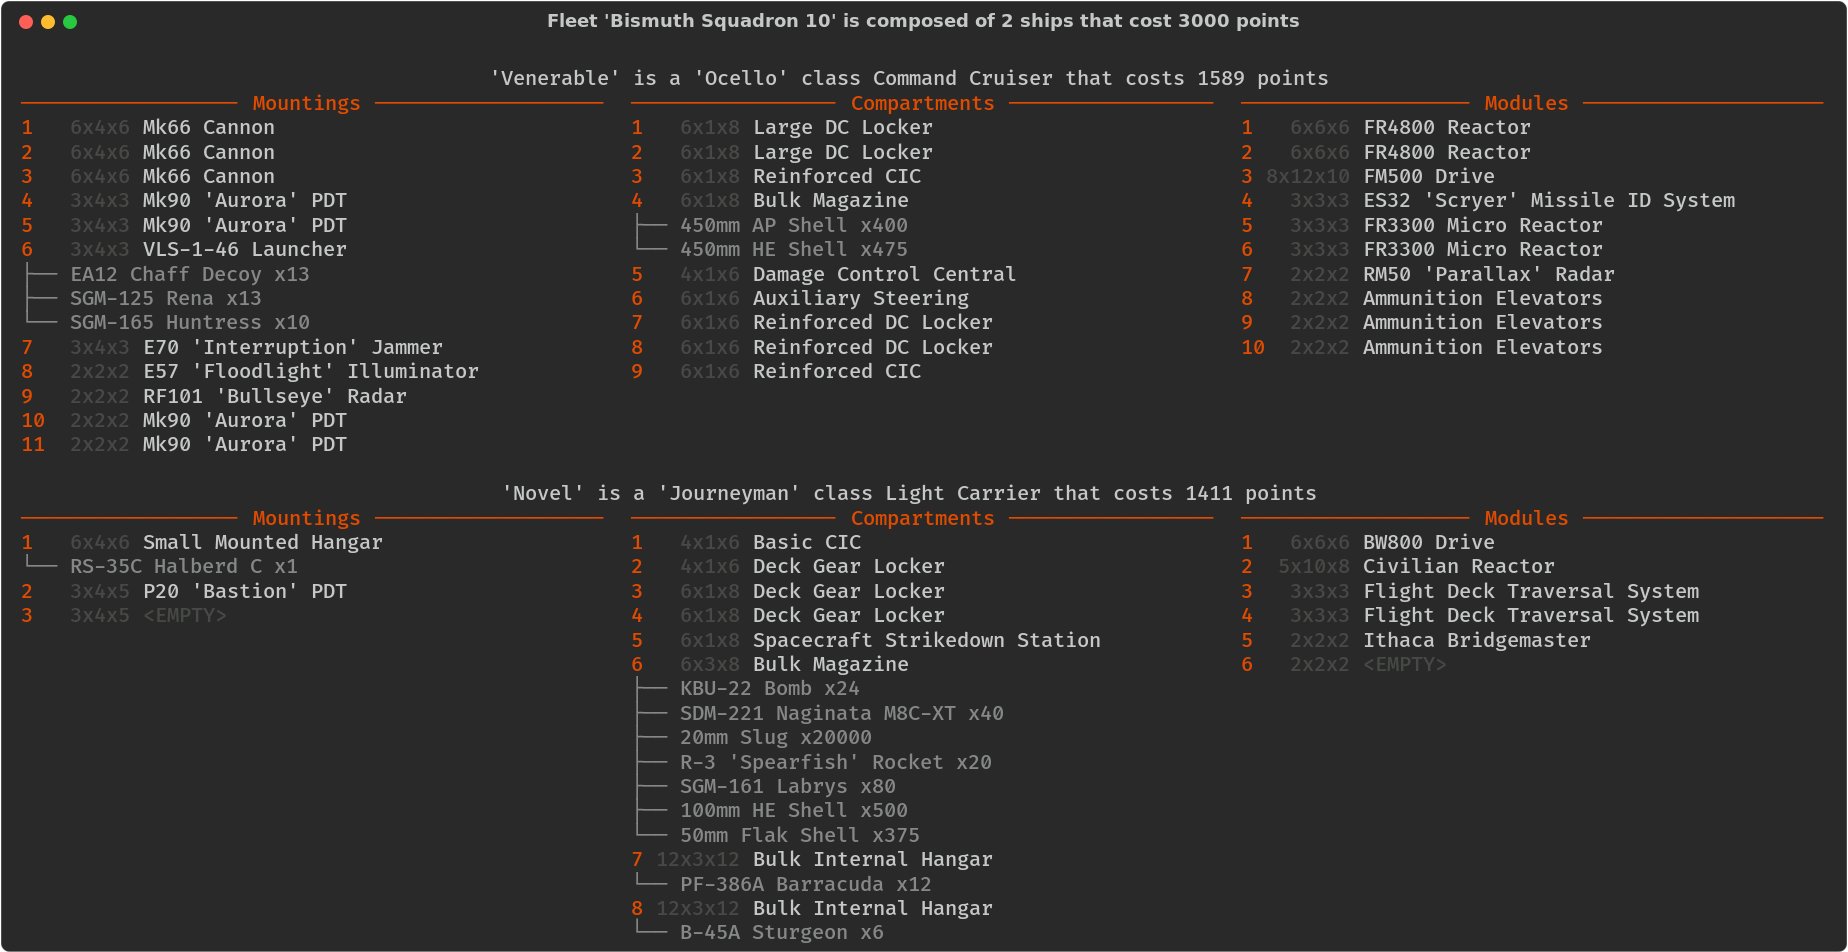 Fleet 'Bismuth Squadron 10' is composed of 2 ships that cost 3000 points
'Venerable' is a 'Ocello' class Command Cruiser that costs 1589 points
Mountings
1 6x4x6 Mk66 Cannon
2 6x4x6 Mk66 Cannon
3 6x4x6 Mk66 Cannon
4 3x4x3 Mk90 'Aurora' PDT
5 3x4x3 Mk90 'Aurora' PDT
6 3x4x3 VLS-1-46 Launcher
EA12 Chaff Decoy x13
SGM-125 Rena x13
SGM-165 Huntress x10
7 3x4x3 E70 'Interruption' Jammer
8 2x2x2 E57 'Floodlight' Illuminator
9 2x2x2 RF101 'Bullseye' Radar
10 2x2x2 Mk90 'Aurora' PDT
11 2x2x2 Mk90 'Aurora' PDT
Compartments
1 6x1x8 Large DC Locker
2 6x1x8 Large DC Locker
3 6x1x8 Reinforced CIC
4 6x1x8 Bulk Magazine
450mm AP Shell x400
450mm HE Shell x475
5 4x1x6 Damage Control Central
6 6x1x6 Auxiliary Steering
7 6x1x6 Reinforced DC Locker
8 6x1x6 Reinforced DC Locker
9 6x1x6 Reinforced CIC
Modules
1 6x6x6 FR4800 Reactor
2 6x6x6 FR4800 Reactor
3 8x12x10 FM500 Drive
4 3x3x3 ES32 'Scryer' Missile ID System
5 3x3x3 FR3300 Micro Reactor
6 3x3x3 FR3300 Micro Reactor
7 2x2x2 RM50 'Parallax' Radar
8 2x2x2 Ammunition Elevators
9 2x2x2 Ammunition Elevators
10 2x2x2 Ammunition Elevators
'Novel' is a 'Journeyman' class Light Carrier that costs 1411 points
Mountings
1 6x4x6 Small Mounted Hangar
RS-35C Halberd C x1
2 3x4x5 P20 'Bastion' PDT
3 3x4x5 <EMPTY>
Compartments
1 4x1x6 Basic CIC
2 4x1x6 Deck Gear Locker
3 6x1x8 Deck Gear Locker
4 6x1x8 Deck Gear Locker
5 6x1x8 Spacecraft Strikedown Station
6 6x3x8 Bulk Magazine
KBU-22 Bomb x24
SDM-221 Naginata M8C-XT x40
20mm Slug x20000
R-3 'Spearfish' Rocket x20
SGM-161 Labrys x80
100mm HE Shell x500
50mm Flak Shell x375
7 12x3x12 Bulk Internal Hangar
PF-386A Barracuda x12
8 12x3x12 Bulk Internal Hangar
B-45A Sturgeon x6
Modules
1 6x6x6 BW800 Drive
2 5x10x8 Civilian Reactor
3 3x3x3 Flight Deck Traversal System
4 3x3x3 Flight Deck Traversal System
5 2x2x2 Ithaca Bridgemaster
6 2x2x2 <EMPTY>